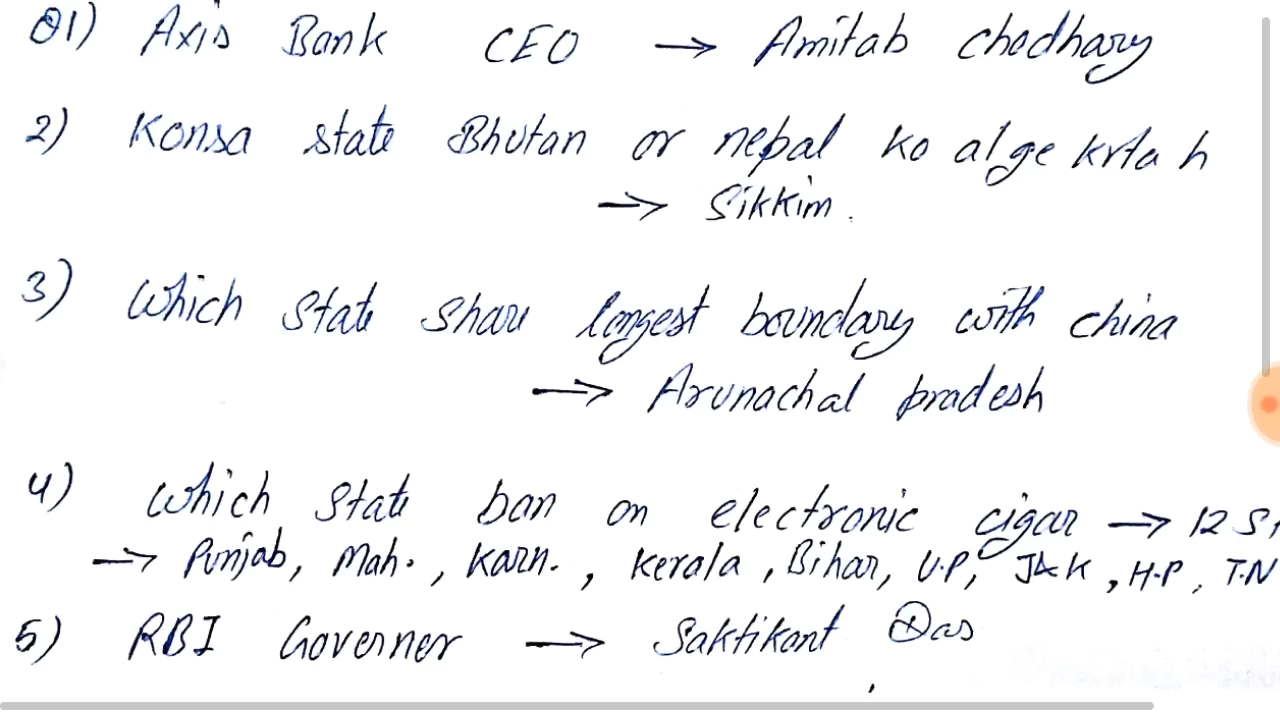 Q1) Axis Bank CEO → Amitab chodhary
2) Konsa state Bhutan or nepal ko alge krta h
→ Sikkim.
3) Which State Share longest boundary with china
→ Arunachal pradesh
4) Which State ban on electronic cigar → 12 S
→ Punjab, Mah., Karn., Kerala, Bihar, U.P, J&K, H.P, T.N
5) RBI Governer → Saktikant Das